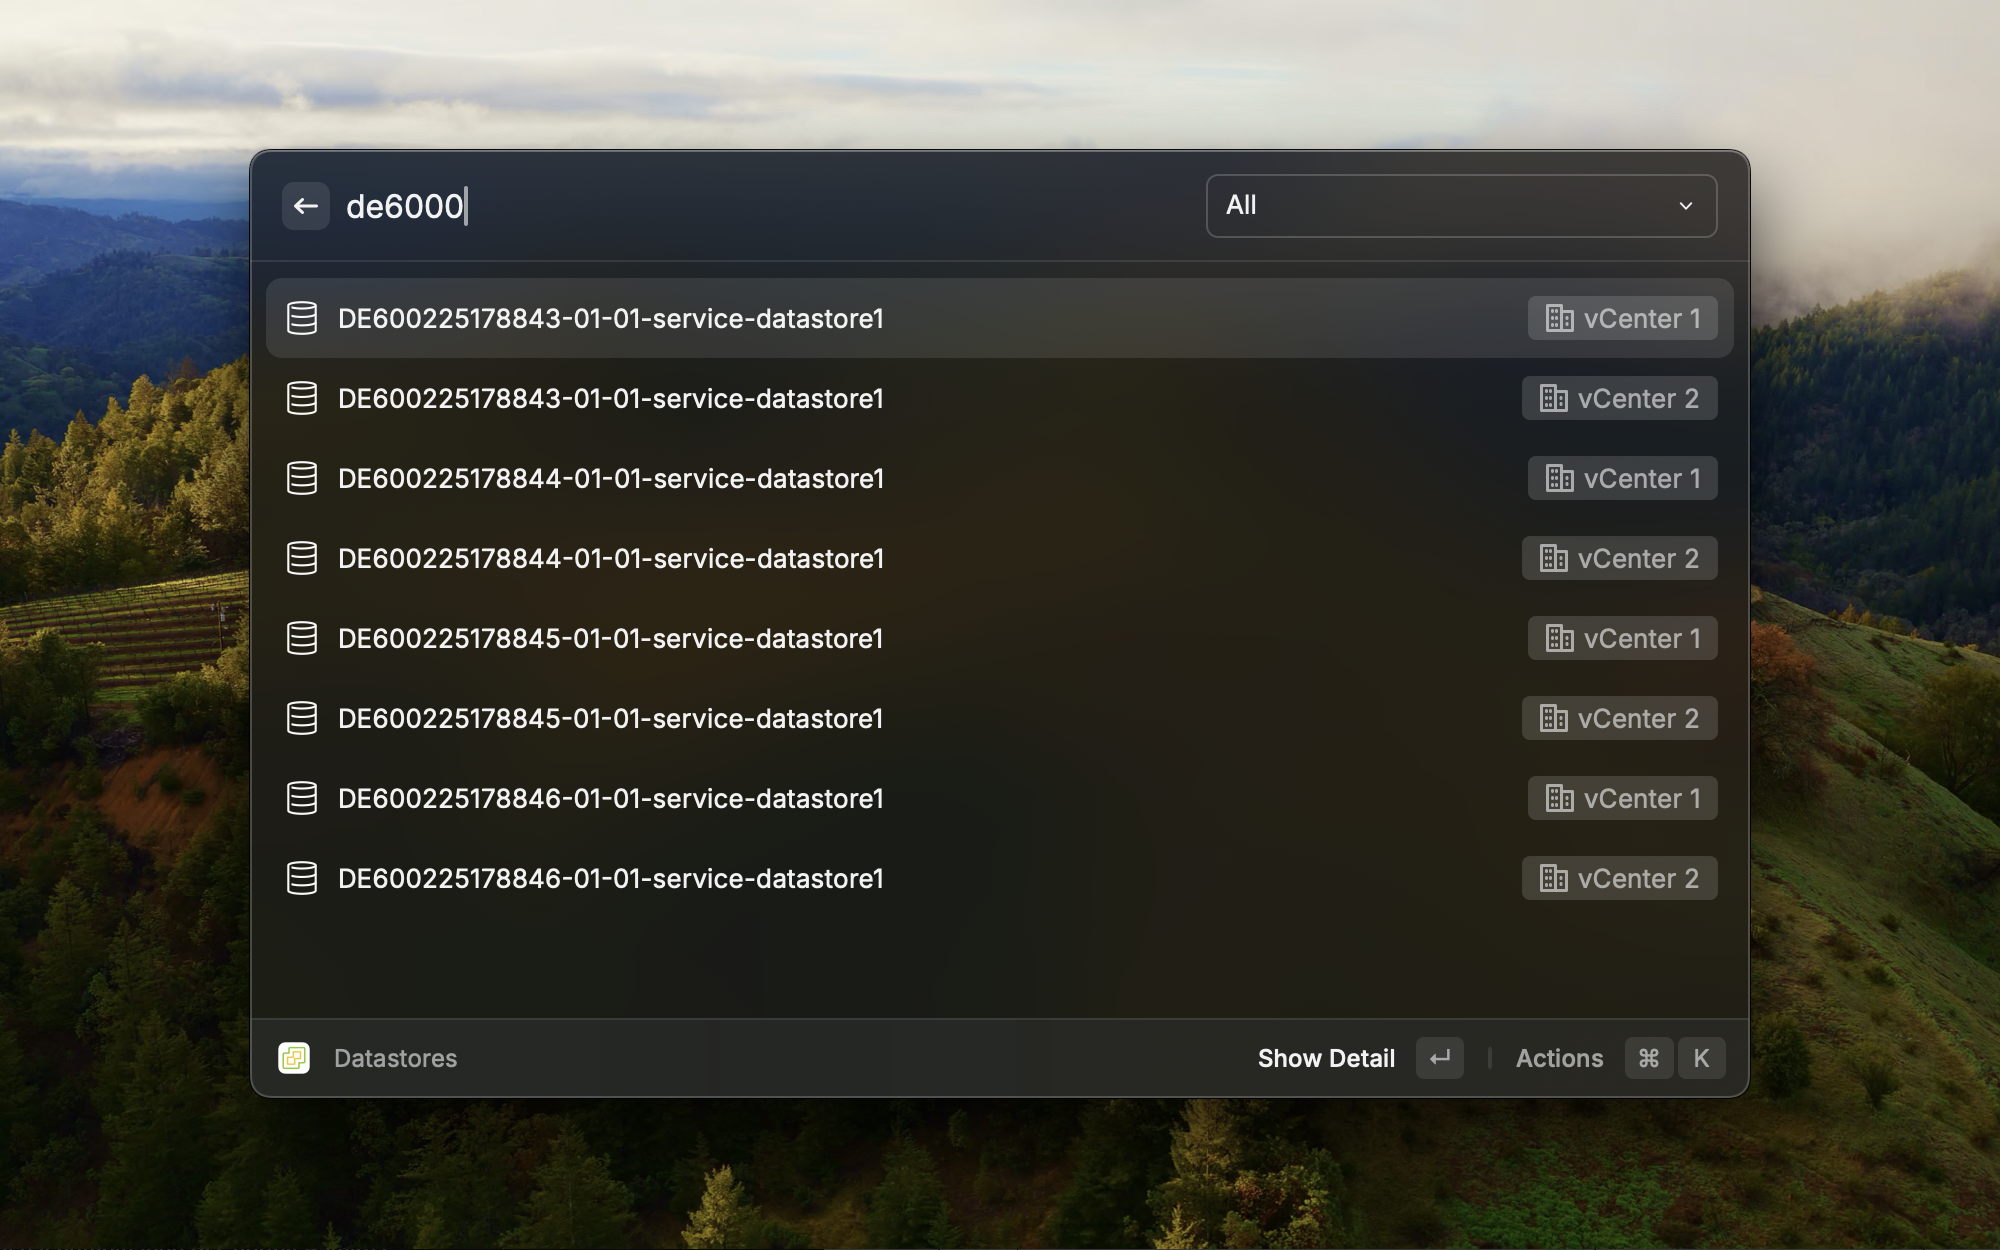 de6000
All
DE600225178843-01-01-service-datastore1 vCenter 1
DE600225178843-01-01-service-datastore1 vCenter 2
DE600225178844-01-01-service-datastore1 vCenter 1
DE600225178844-01-01-service-datastore1 vCenter 2
DE600225178845-01-01-service-datastore1 vCenter 1
DE600225178845-01-01-service-datastore1 vCenter 2
DE600225178846-01-01-service-datastore1 vCenter 1
DE600225178846-01-01-service-datastore1 vCenter 2
Datastores Show Detail ↵ Actions ⌘ K